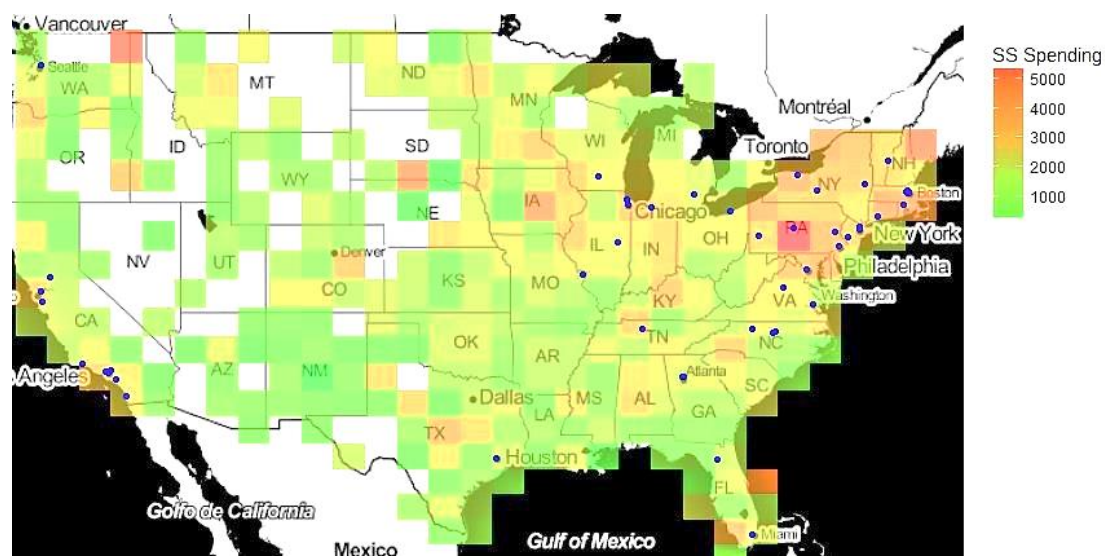 Vancouver
Seattle
WA
MT
ND
MN
OR
ID
SD
WI
MI
Montréal
Toronto
NH
WY
NY
Boston
NE
IA
Chicago
PA
New York
NV
UT
Denver
CO
KS
MO
IL
IN
OH
Philadelphia
Washington
VA
KY
CA
Angeles
AZ
NM
OK
AR
TN
NC
Atlanta
SC
Dallas
MS
AL
GA
LA
TX
Houston
FL
Miami
Golfo de California
Mexico
Gulf of Mexico
SS Spending
5000
4000
3000
2000
1000